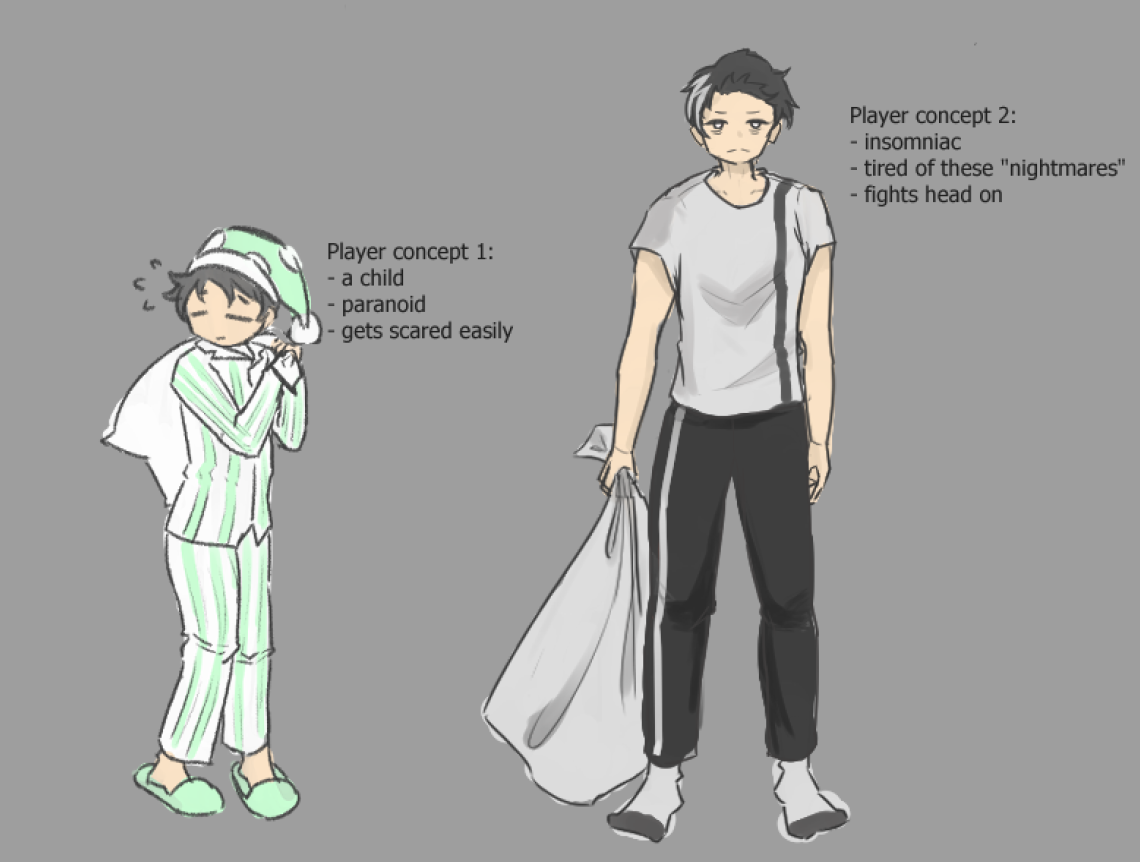 Player concept 1:
- a child
- paranoid
- gets scared easily
Player concept 2:
- insomniac
- tired of these "nightmares"
- fights head on